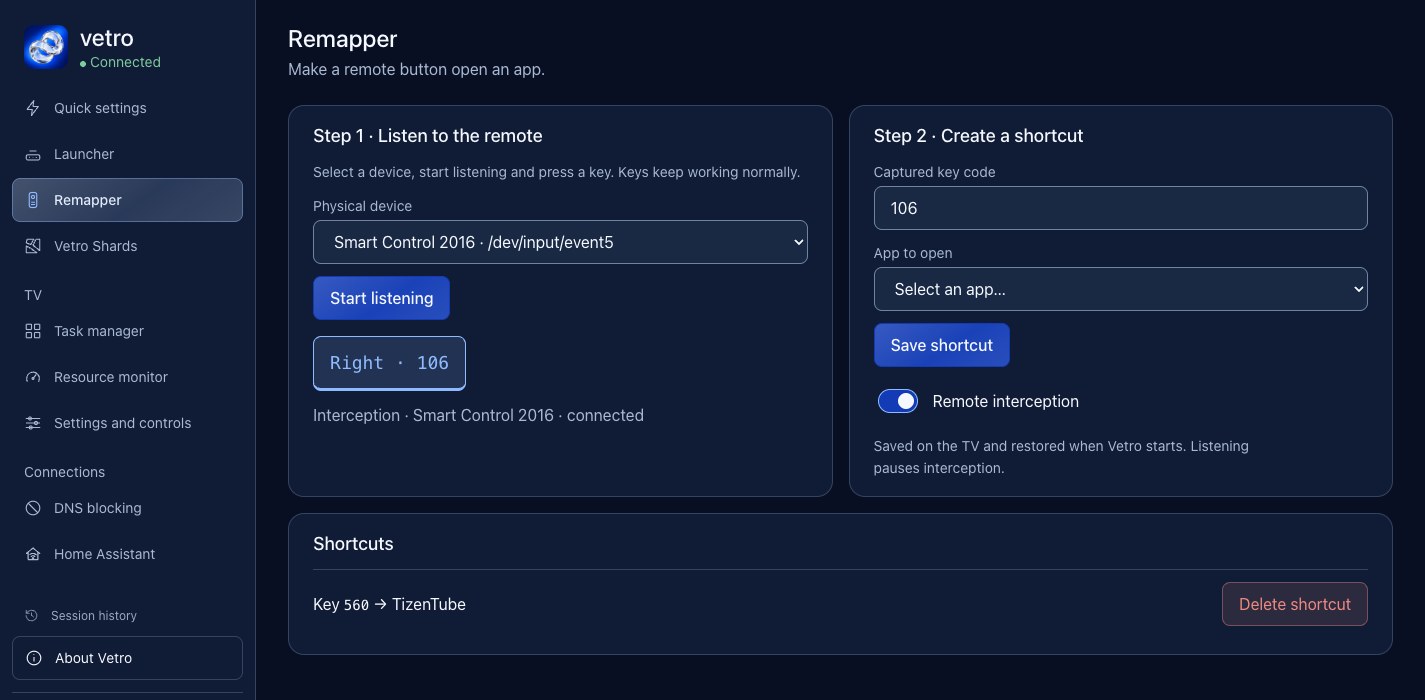 vetro
Connected
Quick settings
Launcher
Remapper
Vetro Shards
TV
Task manager
Resource monitor
Settings and controls
Connections
DNS blocking
Home Assistant
Session history
About Vetro
Remapper
Make a remote button open an app.
Step 1 · Listen to the remote
Select a device, start listening and press a key. Keys keep working normally.
Physical device
Smart Control 2016 · /dev/input/event5
Start listening
Right · 106
Interception · Smart Control 2016 · connected
Step 2 · Create a shortcut
Captured key code
106
App to open
Select an app...
Save shortcut
Remote interception
Saved on the TV and restored when Vetro starts. Listening
pauses interception.
Shortcuts
Key 560 → TizenTube
Delete shortcut